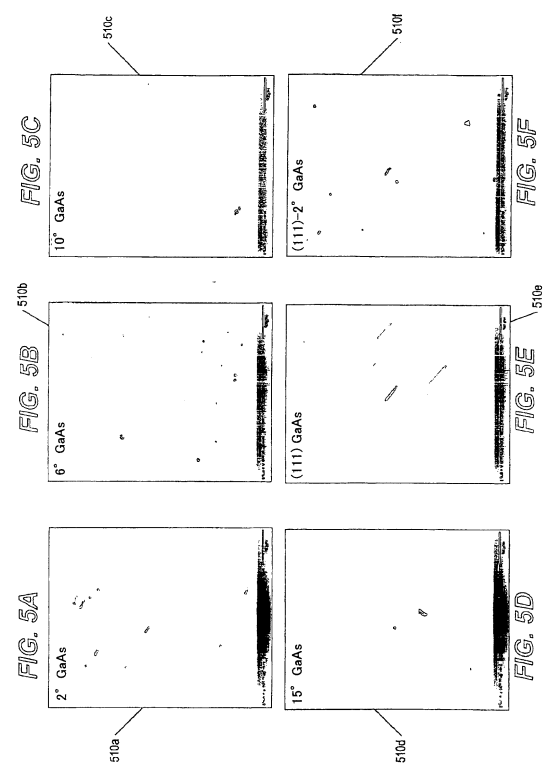 FIG. 5A
2° GaAs
510a
FIG. 5B
6° GaAs
510b
FIG. 5C
10° GaAs
510c
15° GaAs
510d
FIG. 5D
(111) GaAs
510e
FIG. 5E
(111)-2° GaAs
510f
FIG. 5F